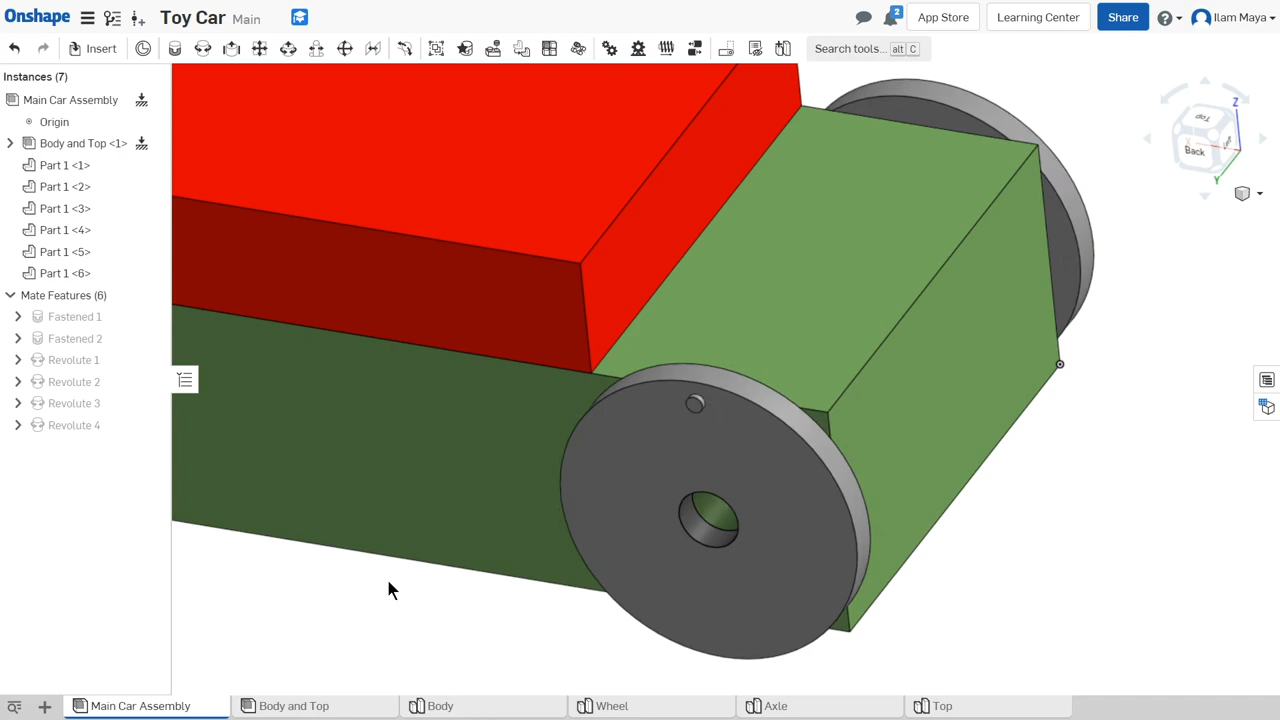 Onshape Toy Car Main 2 App Store Learning Center Share Ilam Maya
Insert Search tools... alt C
Instances (7)
Main Car Assembly
Origin
Body and Top <1>
Part 1 <1>
Part 1 <2>
Part 1 <3>
Part 1 <4>
Part 1 <5>
Part 1 <6>
Mate Features (6)
Fastened 1
Fastened 2
Revolute 1
Revolute 2
Revolute 3
Revolute 4
Z
Top
Back
Y
Main Car Assembly Body and Top Body Wheel Axle Top